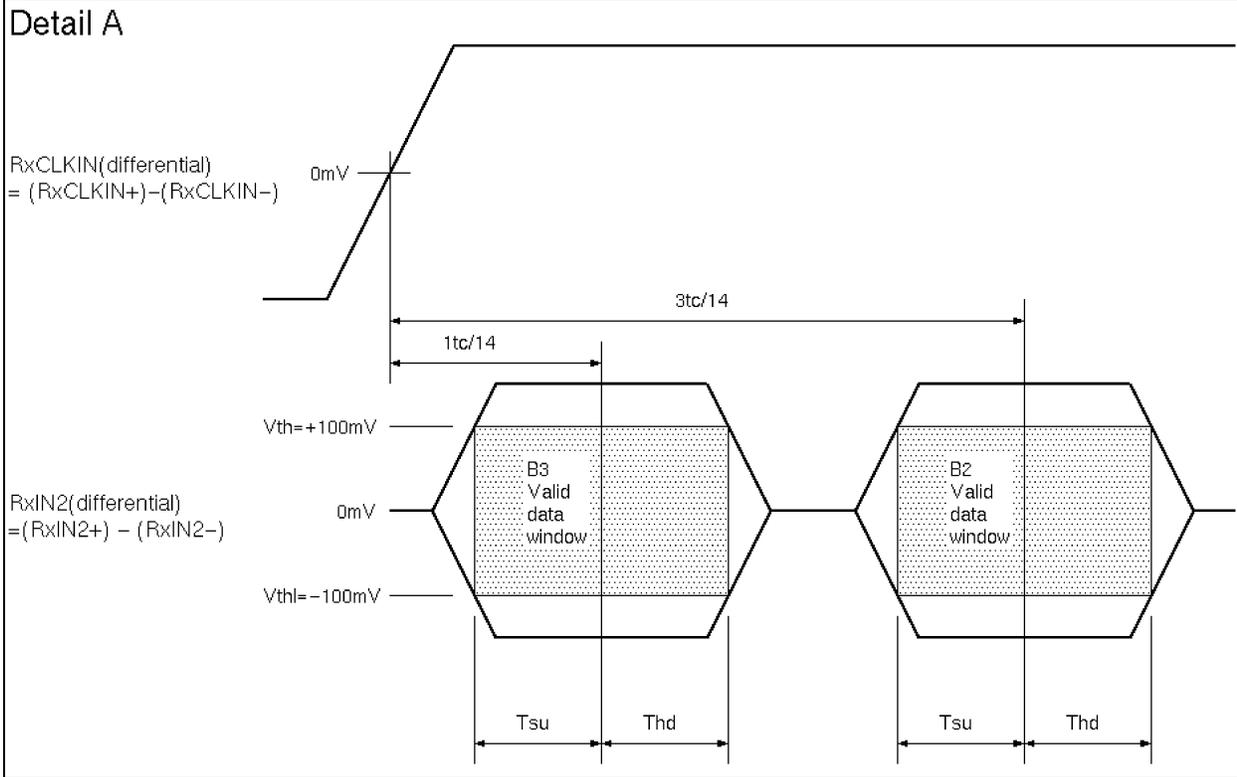 Detail A
RxCLKIN(differential)
= (RxCLKIN+)−(RxCLKIN−)
0mV
3tc/14
1tc/14
Vth=+100mV
RxIN2(differential)
=(RxIN2+) − (RxIN2−)
0mV
Vthl=−100mV
B3
Valid
data
window
B2
Valid
data
window
Tsu
Thd
Tsu
Thd